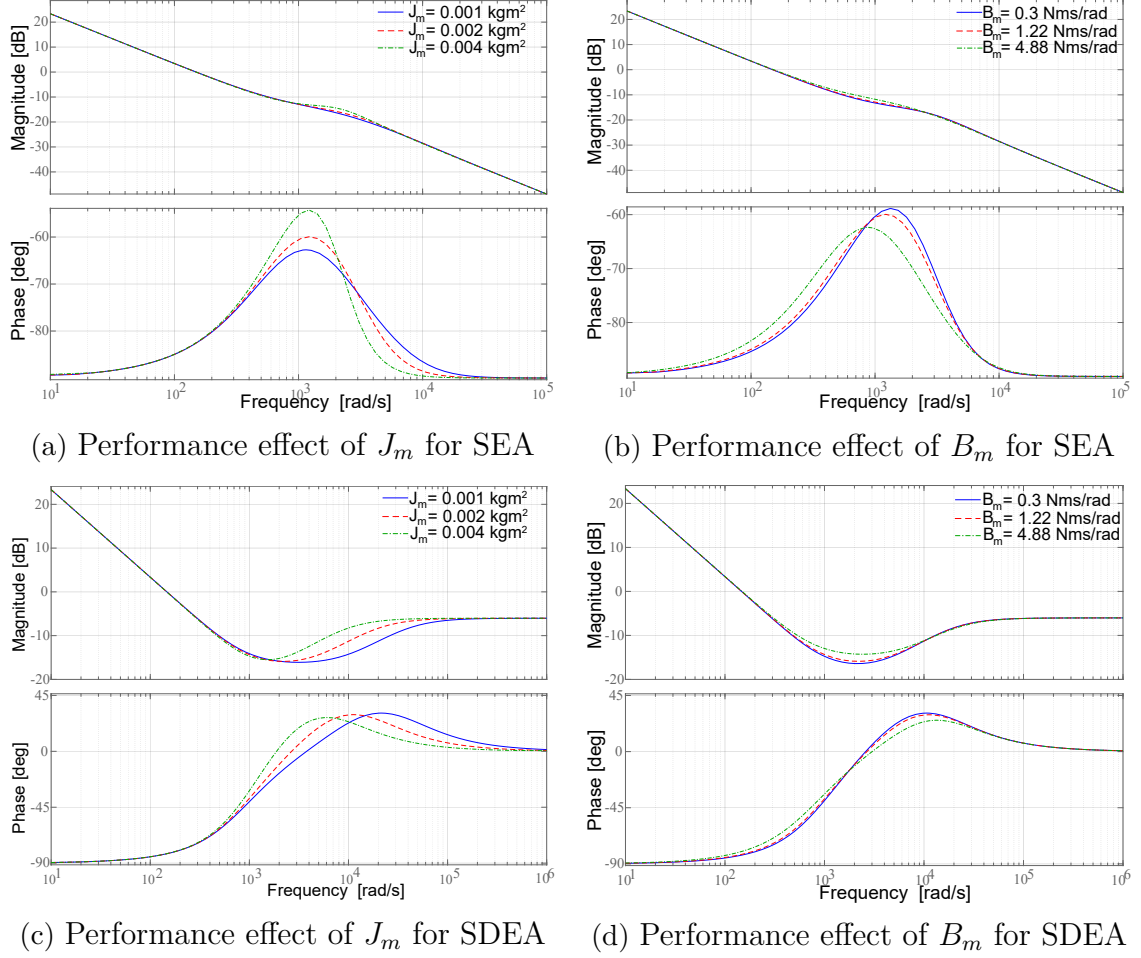 Magnitude [dB]
20
10
0
-10
-20
-30
-40
J_m = 0.001 kgm²
J_m = 0.002 kgm²
J_m = 0.004 kgm²
Phase [deg]
-60
-70
-80
10¹ 10² 10³ 10⁴ 10⁵
Frequency [rad/s]
(a) Performance effect of J_m for SEA
Magnitude [dB]
20
10
0
-10
-20
-30
-40
B_m = 0.3 Nms/rad
B_m = 1.22 Nms/rad
B_m = 4.88 Nms/rad
Phase [deg]
-60
-70
-80
10¹ 10² 10³ 10⁴ 10⁵
Frequency [rad/s]
(b) Performance effect of B_m for SEA
Magnitude [dB]
20
10
0
-10
-20
J_m = 0.001 kgm²
J_m = 0.002 kgm²
J_m = 0.004 kgm²
Phase [deg]
45
0
-45
-90
10¹ 10² 10³ 10⁴ 10⁵ 10⁶
Frequency [rad/s]
(c) Performance effect of J_m for SDEA
Magnitude [dB]
20
10
0
-10
-20
B_m = 0.3 Nms/rad
B_m = 1.22 Nms/rad
B_m = 4.88 Nms/rad
Phase [deg]
45
0
-45
-90
10¹ 10² 10³ 10⁴ 10⁵ 10⁶
Frequency [rad/s]
(d) Performance effect of B_m for SDEA